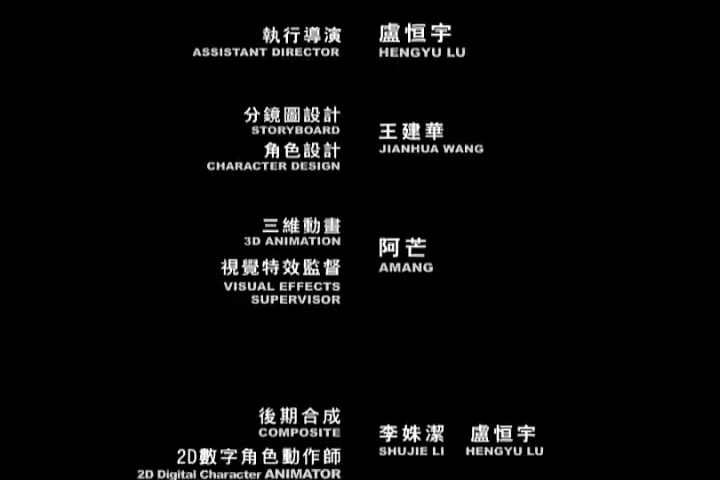 執行導演 盧恒宇
ASSISTANT DIRECTOR HENGYU LU
分鏡圖設計
STORYBOARD
王建華
角色設計
JIANHUA WANG
CHARACTER DESIGN
三維動畫
3D ANIMATION
阿芒
視覺特效監督
AMANG
VISUAL EFFECTS
SUPERVISOR
後期合成
COMPOSITE
李姝潔 盧恒宇
SHUJIE LI HENGYU LU
2D數字角色動作師
2D Digital Character ANIMATOR